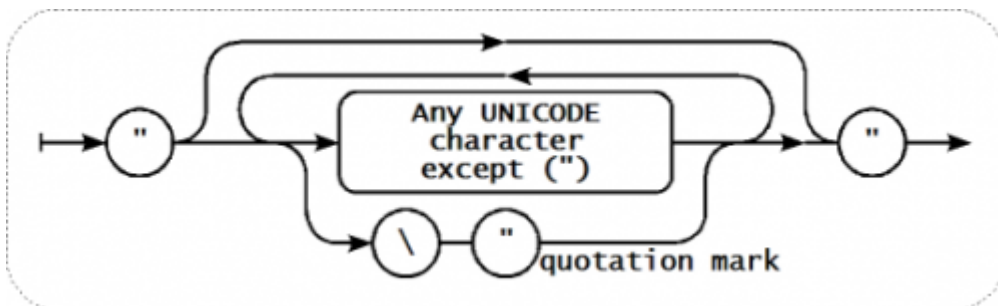 "
Any UNICODE
character
except (")
"
\
"
quotation mark